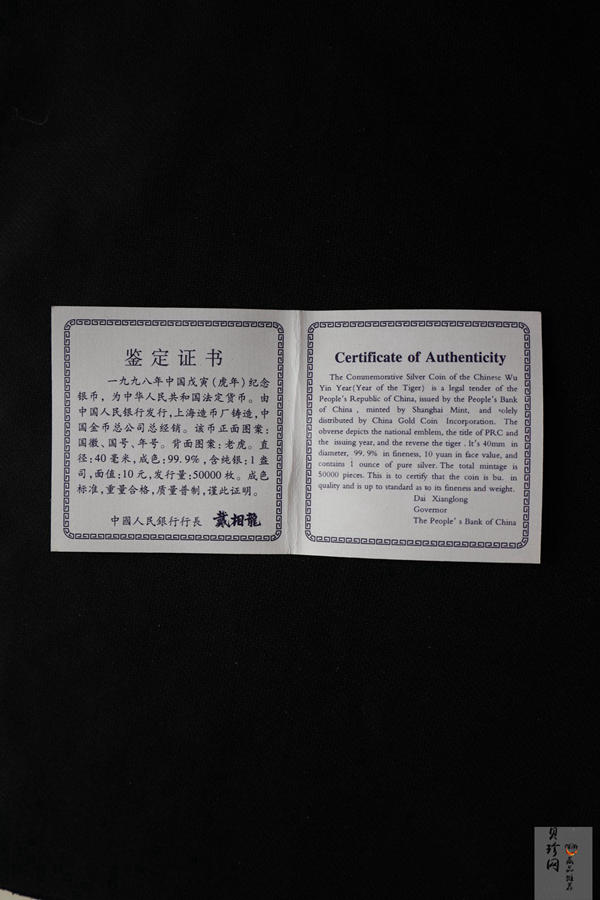 鉴定证书
一九九八年中国戊寅(虎年)纪念
银币，为中华人民共和国法定货币。由
中国人民银行发行,上海造币厂铸造,中
国金币总公司总经销。该币正面图案:
国徽、国号、年号。背面图案:老虎。直
径:40毫米,成色:99.9%,含纯银:1盎
司,面值:10元,发行量:50000枚。成色
标准,重量合格,质量普制,谨此证明。
中國人民銀行行長 戴相龍
Certificate of Authenticity
The Commemorative Silver Coin of the Chinese Wu
Yin Year(Year of the Tiger) is a legal tender of the
People's Republic of China, issued by the People's Bank
of China , minted by Shanghai Mint, and solely
distributed by China Gold Coin Incorporation. The
obverse depicts the national emblem, the title of PRC and
the issuing year, and the reverse the tiger . It's 40mm in
diameter, 99.9% in fineness, 10 yuan in face value, and
contains 1 ounce of pure silver. The total mintage is
50000 pieces. This is to certify that the coin is bu. in
quality and is up to standard as to its fineness and weight.
Dai Xianglong
Governor
The People' s Bank of China
贝珍网